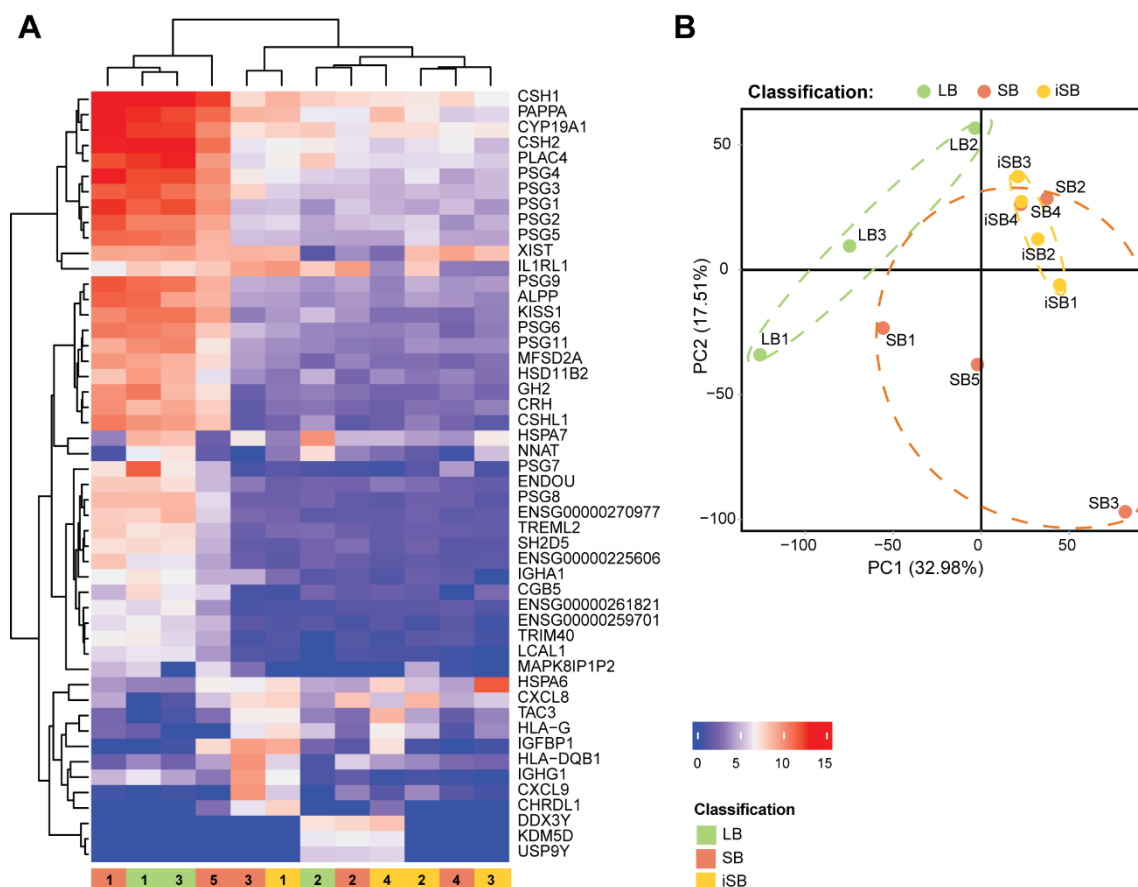 A
CSH1
PAPPA
CYP19A1
CSH2
PLAC4
PSG4
PSG3
PSG1
PSG2
PSG5
XIST
IL1RL1
PSG9
ALPP
KISS1
PSG6
PSG11
MFSD2A
HSD11B2
GH2
CRH
CSHL1
HSPA7
NNAT
PSG7
ENDOU
PSG8
ENSG00000270977
TREML2
SH2D5
ENSG00000225606
IGHA1
CGB5
ENSG00000261821
ENSG00000259701
TRIM40
LCAL1
MAPK8IP1P2
HSPA6
CXCL8
TAC3
HLA−G
IGFBP1
HLA−DQB1
IGHG1
CXCL9
CHRDL1
DDX3Y
KDM5D
USP9Y
1 1 3 5 3 1 2 2 4 2 4 3
B
Classification: LB SB iSB
PC2 (17.51%)
50
0
−50
−100
LB2
iSB3
SB2
iSB4
SB4
LB3
iSB2
iSB1
LB1
SB1
SB5
SB3
−100 −50 0 50
PC1 (32.98%)
0 5 10 15
Classification
LB
SB
iSB